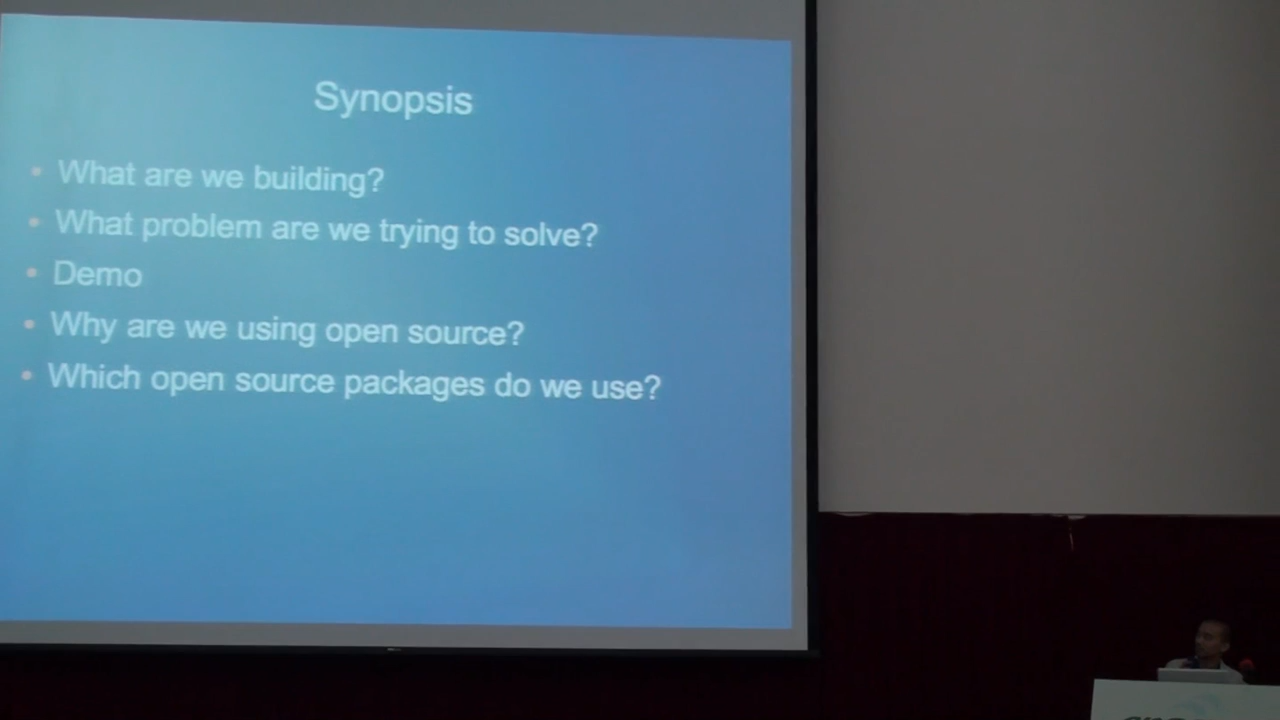 Synopsis
• What are we building?
• What problem are we trying to solve?
• Demo
• Why are we using open source?
• Which open source packages do we use?